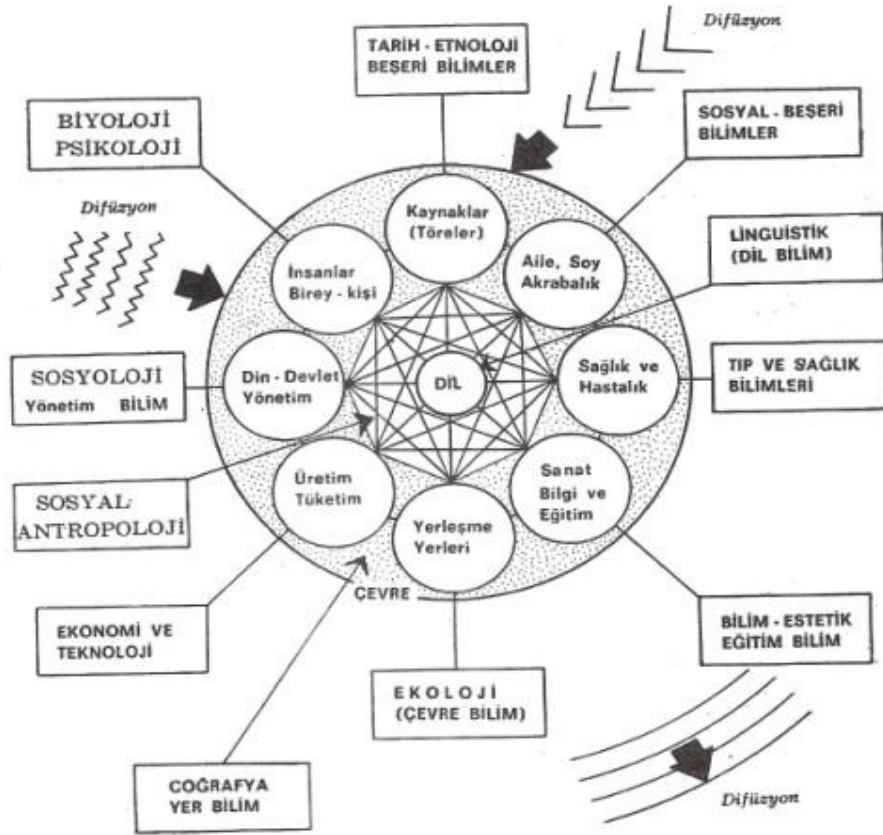 Difüzyon
TARİH - ETNOLOJİ
BEŞERİ BİLİMLER
BİYOLOJİ
PSİKOLOJİ
SOSYAL - BEŞERİ
BİLİMLER
Difüzyon
Kaynaklar
(Töreler)
İnsanlar
Birey - kişi
Aile, Soy
Akrabalık
LİNGUİSTİK
(DİL BİLİM)
SOSYOLOJİ
Yönetim BİLİM
Din - Devlet
Yönetim
DİL
Sağlık ve
Hastalık
TIP VE SAĞLIK
BİLİMLERİ
SOSYAL-
ANTROPOLOJİ
Üretim
Tüketim
Sanat
Bilgi ve
Eğitim
Yerleşme
Yerleri
ÇEVRE
EKONOMİ VE
TEKNOLOJİ
BİLİM - ESTETİK
EĞİTİM BİLİM
EKOLOJİ
(ÇEVRE BİLİM)
COĞRAFYA
YER BİLİM
Difüzyon